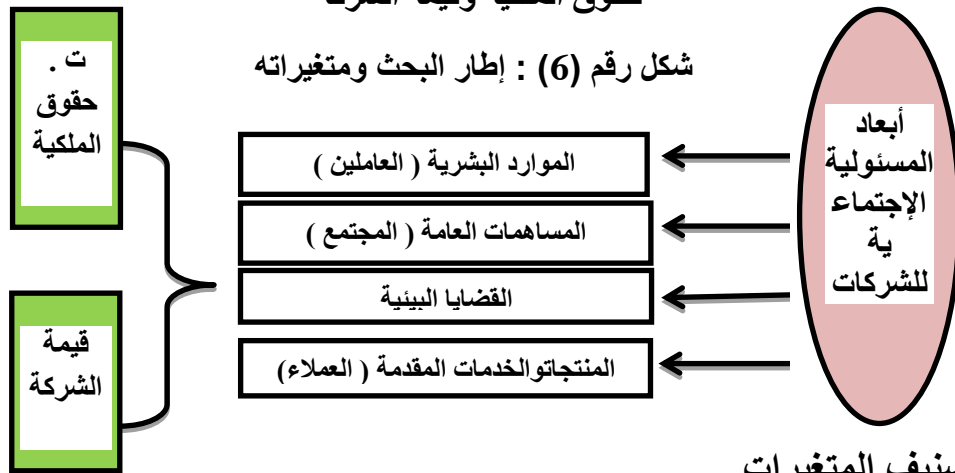 شكل رقم (6) : إطار البحث ومتغيراته
أبعاد
المسئولية
الإجتماع
ية
للشركات
الموارد البشرية ( العاملين )
المساهمات العامة ( المجتمع )
القضايا البيئية
المنتجاتوالخدمات المقدمة ( العملاء)
ت .
حقوق
الملكية
قيمة
الشركة
المتغيرات